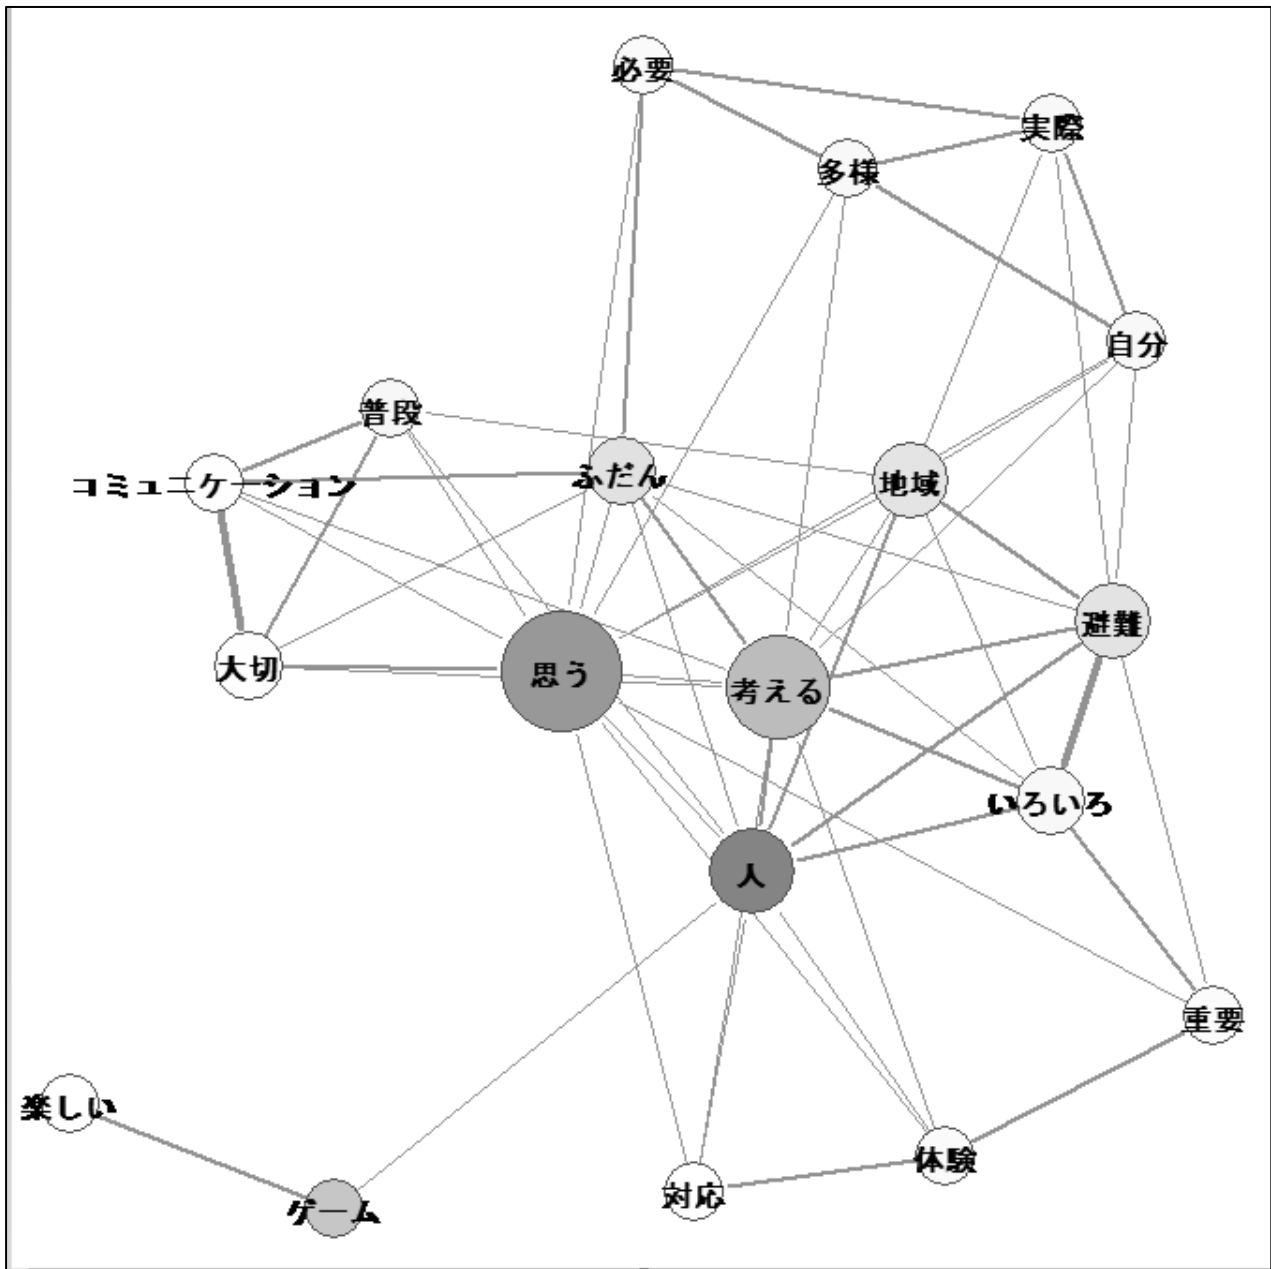 必要
実際
多様
自分
普段
ふだん
地域
コミュニケーション
避難
大切
思う
考える
いろいろ
人
重要
楽しい
体験
対応
ゲーム